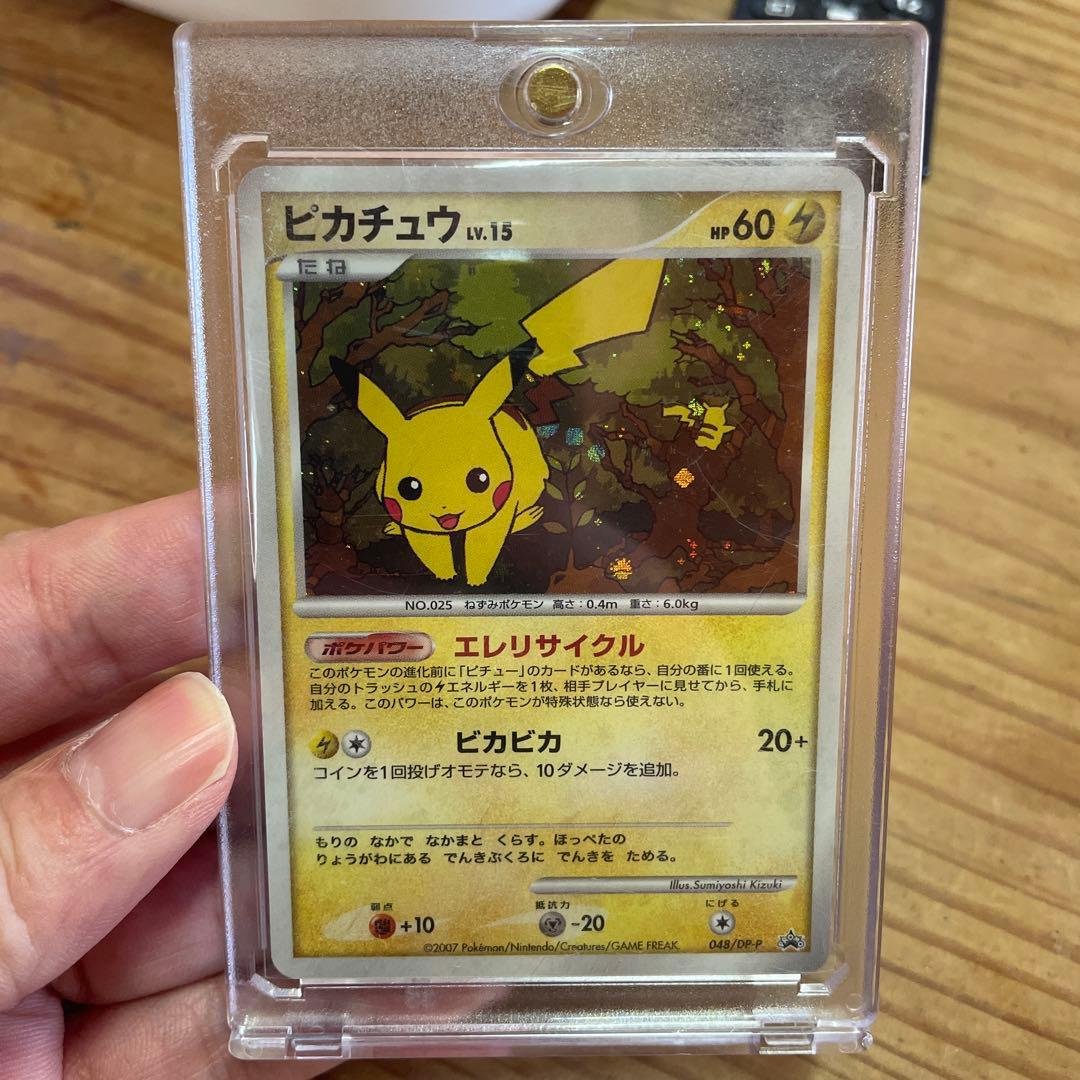 ピカチュウ LV.15 HP 60
たね
NO.025 ねずみポケモン 高さ:0.4m 重さ:6.0kg
ポケパワー エレリサイクル
このポケモンの進化前に「ピチュー」のカードがあるなら、自分の番に1回使える。
自分のトラッシュのエネルギーを1枚、相手プレイヤーに見せてから、手札に
加える。このパワーは、このポケモンが特殊状態なら使えない。
ビカビカ 20+
コインを1回投げオモテなら、10ダメージを追加。
もりの なかで なかまと くらす。ほっぺたの
りょうがわにある でんきぶくろに でんきを ためる。
Illus.Sumiyoshi Kizuki
弱点 抵抗力 にげる
+10 -20
©2007 Pokémon/Nintendo/Creatures/GAME FREAK. 048/DP-P